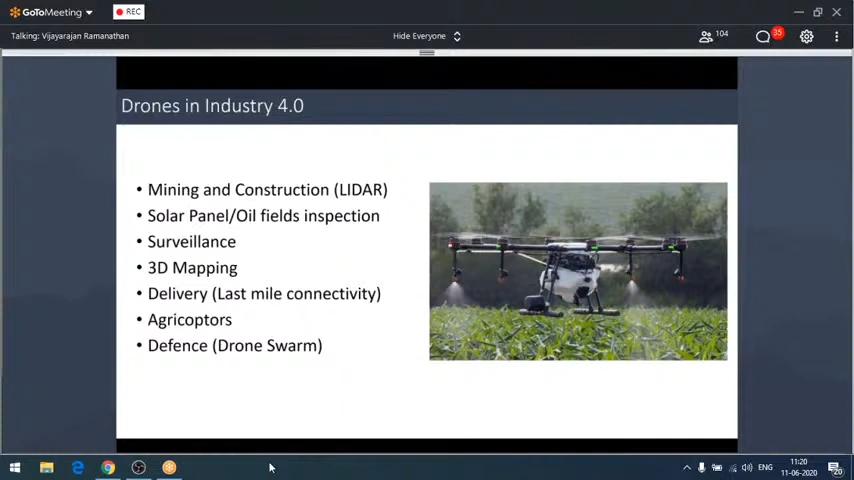 GoToMeeting
REC
Talking: Vijayarajan Ramanathan
Hide Everyone
104
35
Drones in Industry 4.0
• Mining and Construction (LIDAR)
• Solar Panel/Oil fields inspection
• Surveillance
• 3D Mapping
• Delivery (Last mile connectivity)
• Agricoptors
• Defence (Drone Swarm)
ENG
11:20
11-06-2020
20